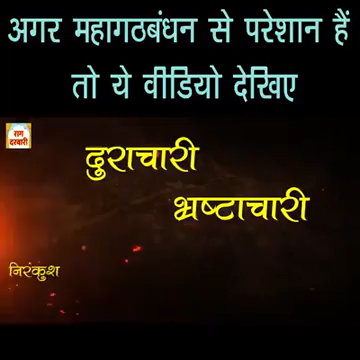 अगर महागठबंधन से परेशान हैं
तो ये वीडियो देखिए
राग
दरबारी
दुराचारी
भ्रष्टाचारी
निरंकुश